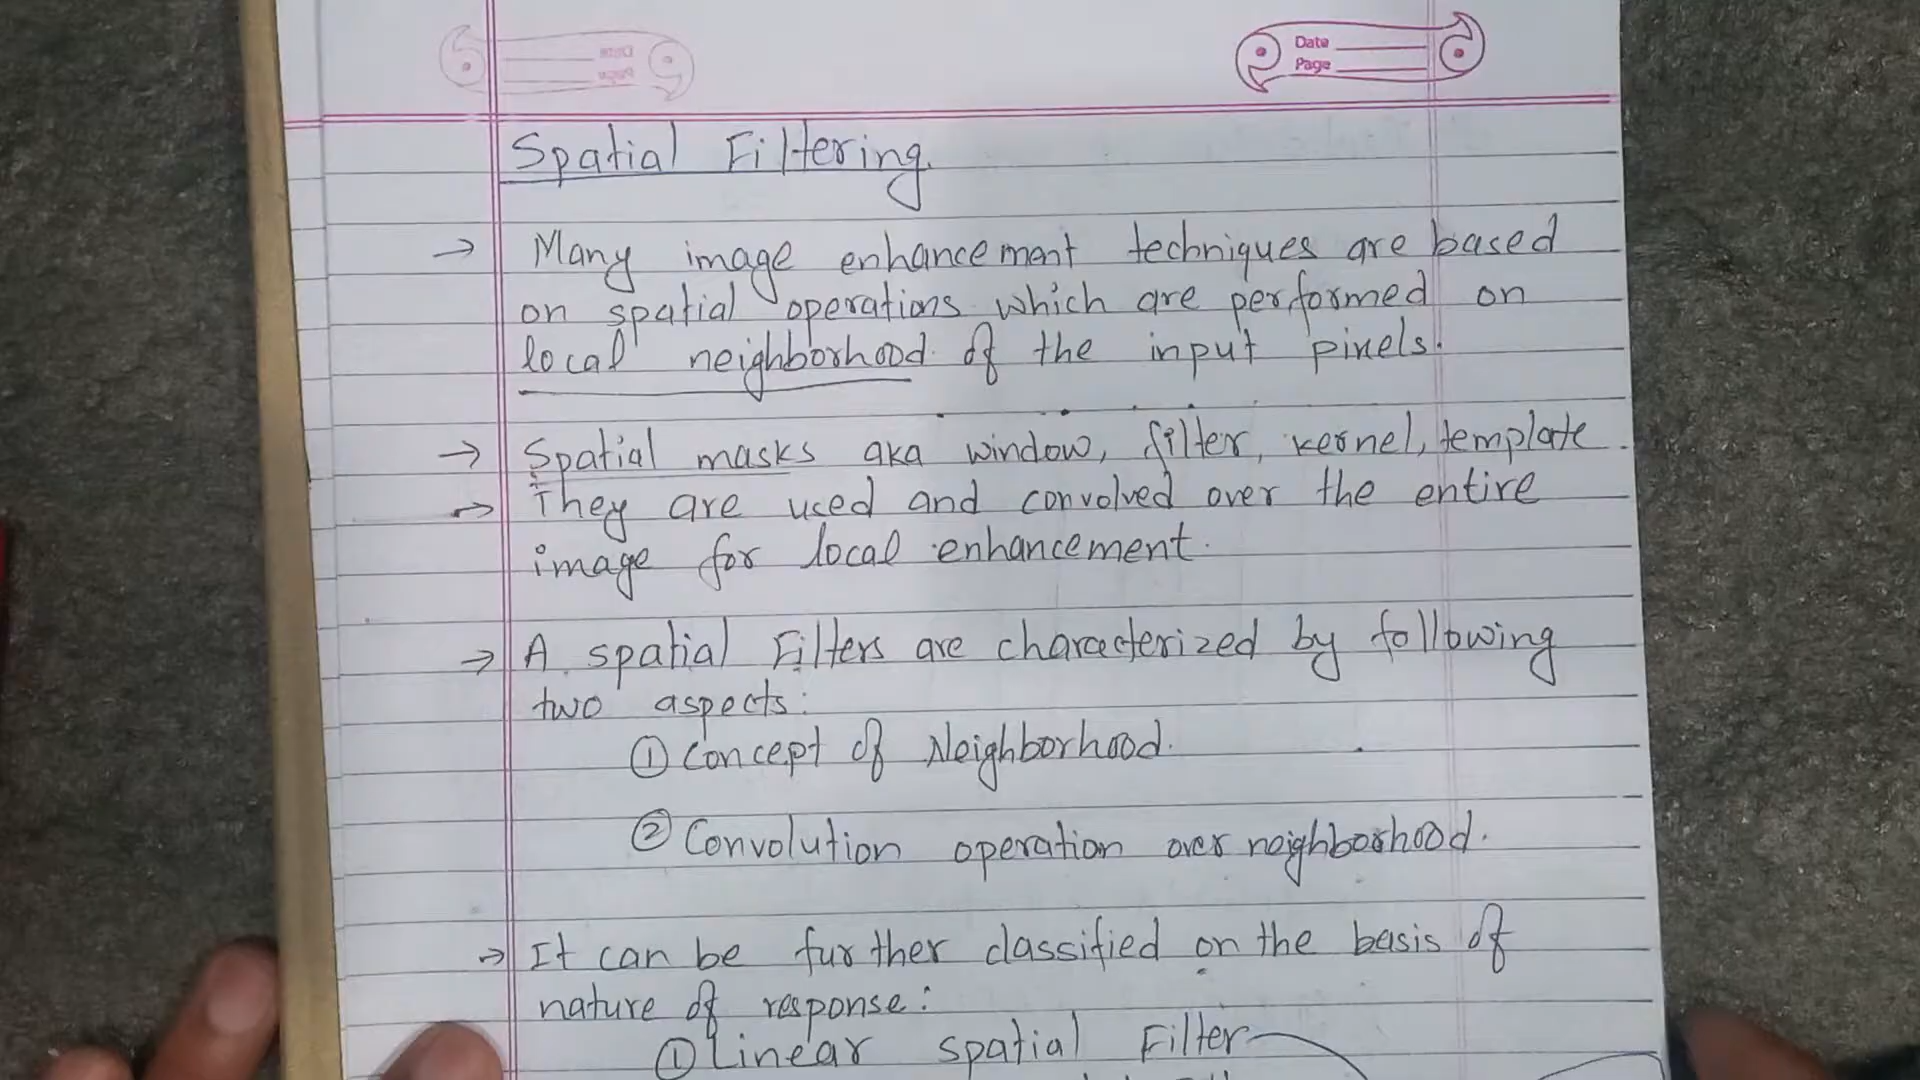 Date
Page
Spatial Filtering.
→ Many image enhancement techniques are based
on spatial operations which are performed on
local neighborhood of the input pixels.
→ Spatial masks aka window, filter, kernel, template.
→ They are used and convolved over the entire
image for local enhancement.
→ A spatial Filters are characterized by following
two aspects:
① Concept of Neighborhood.
② Convolution operation over neighborhood.
→ It can be further classified on the basis of
nature of response:
① Linear spatial Filter